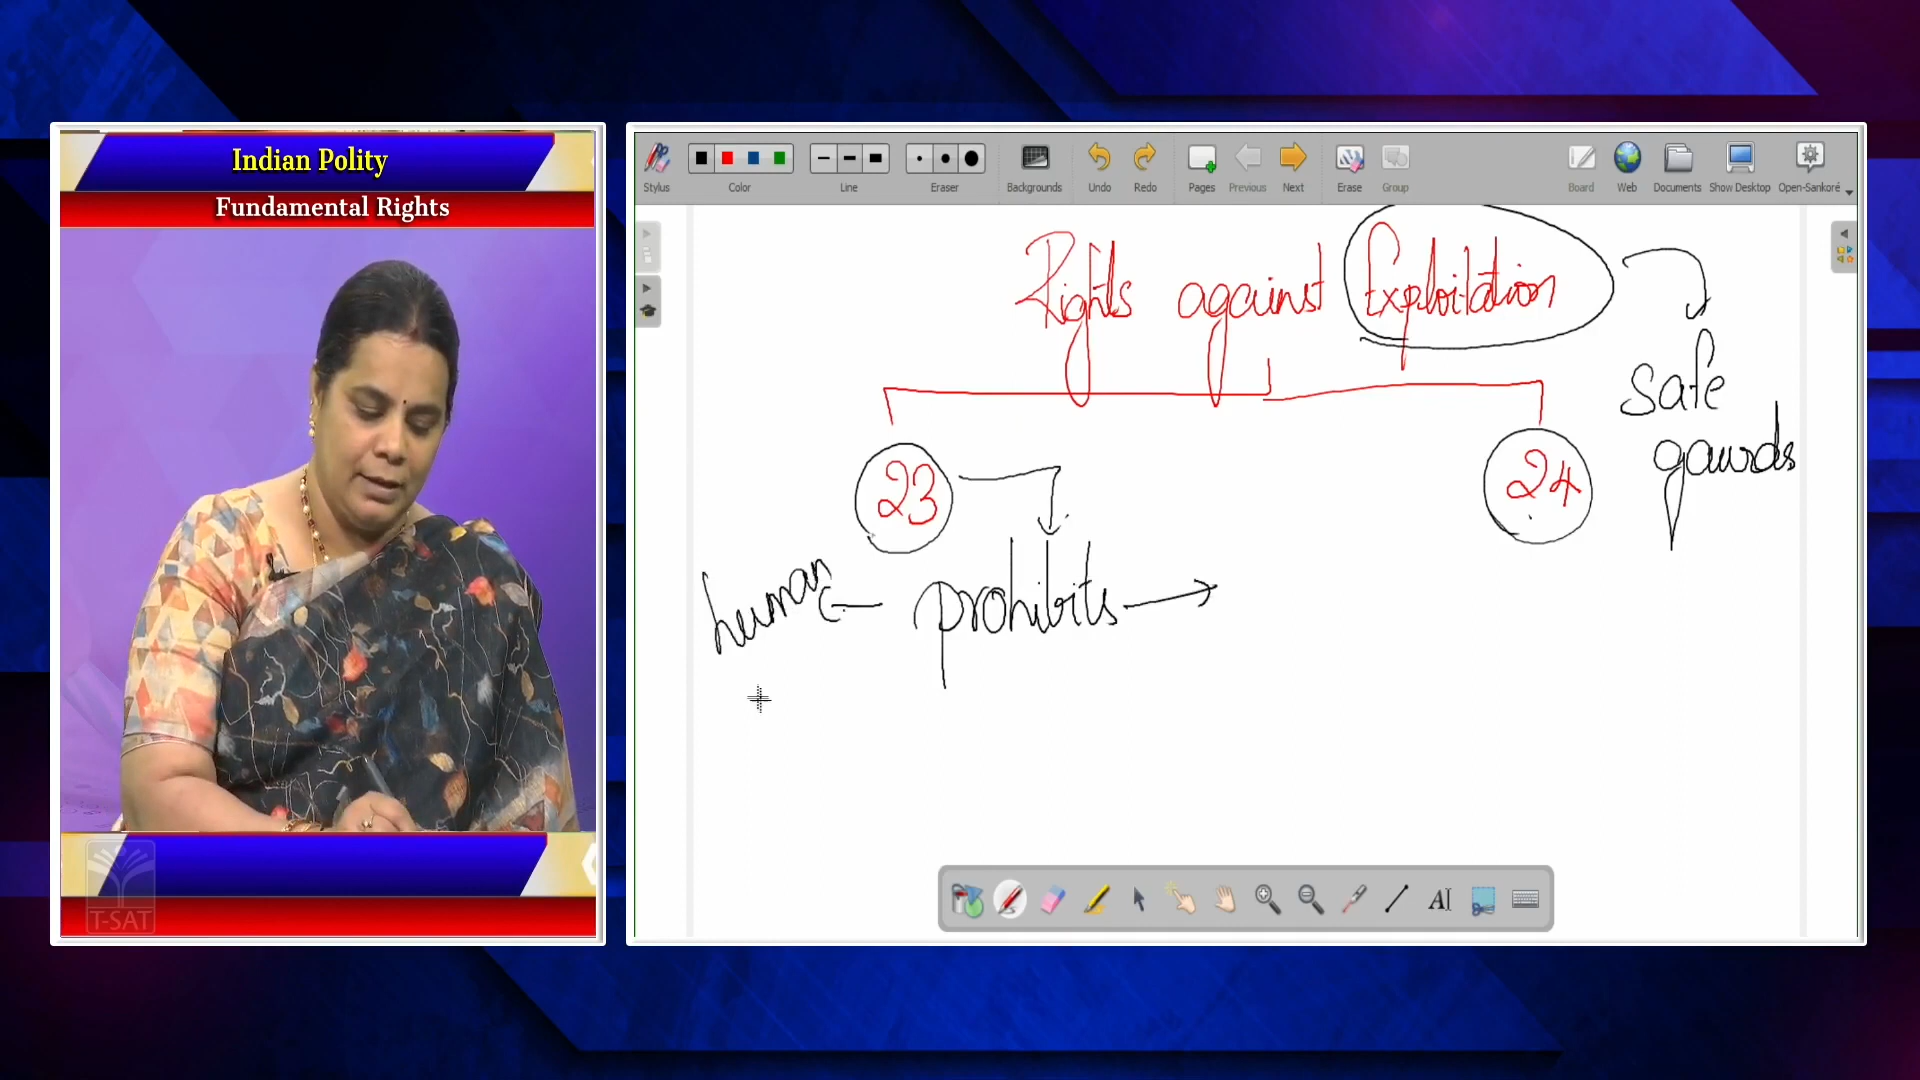 Indian Polity
Fundamental Rights
T-SAT
Stylus
Color
Line
Eraser
Backgrounds
Undo
Redo
Pages
Previous
Next
Erase
Group
Board
Web
Documents
Show Desktop
Open-Sankoré
Rights against Exploitation
safe
gaurds
23
24
human
prohibits
AI